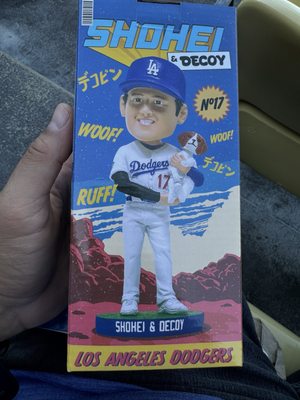 SHOHEI
& DECOY
デコピン
LA
Nº17
WOOF!
WOOF!
デコピン
Dodgers
17
RUFF!
SHOHEI & DECOY
LOS ANGELES DODGERS